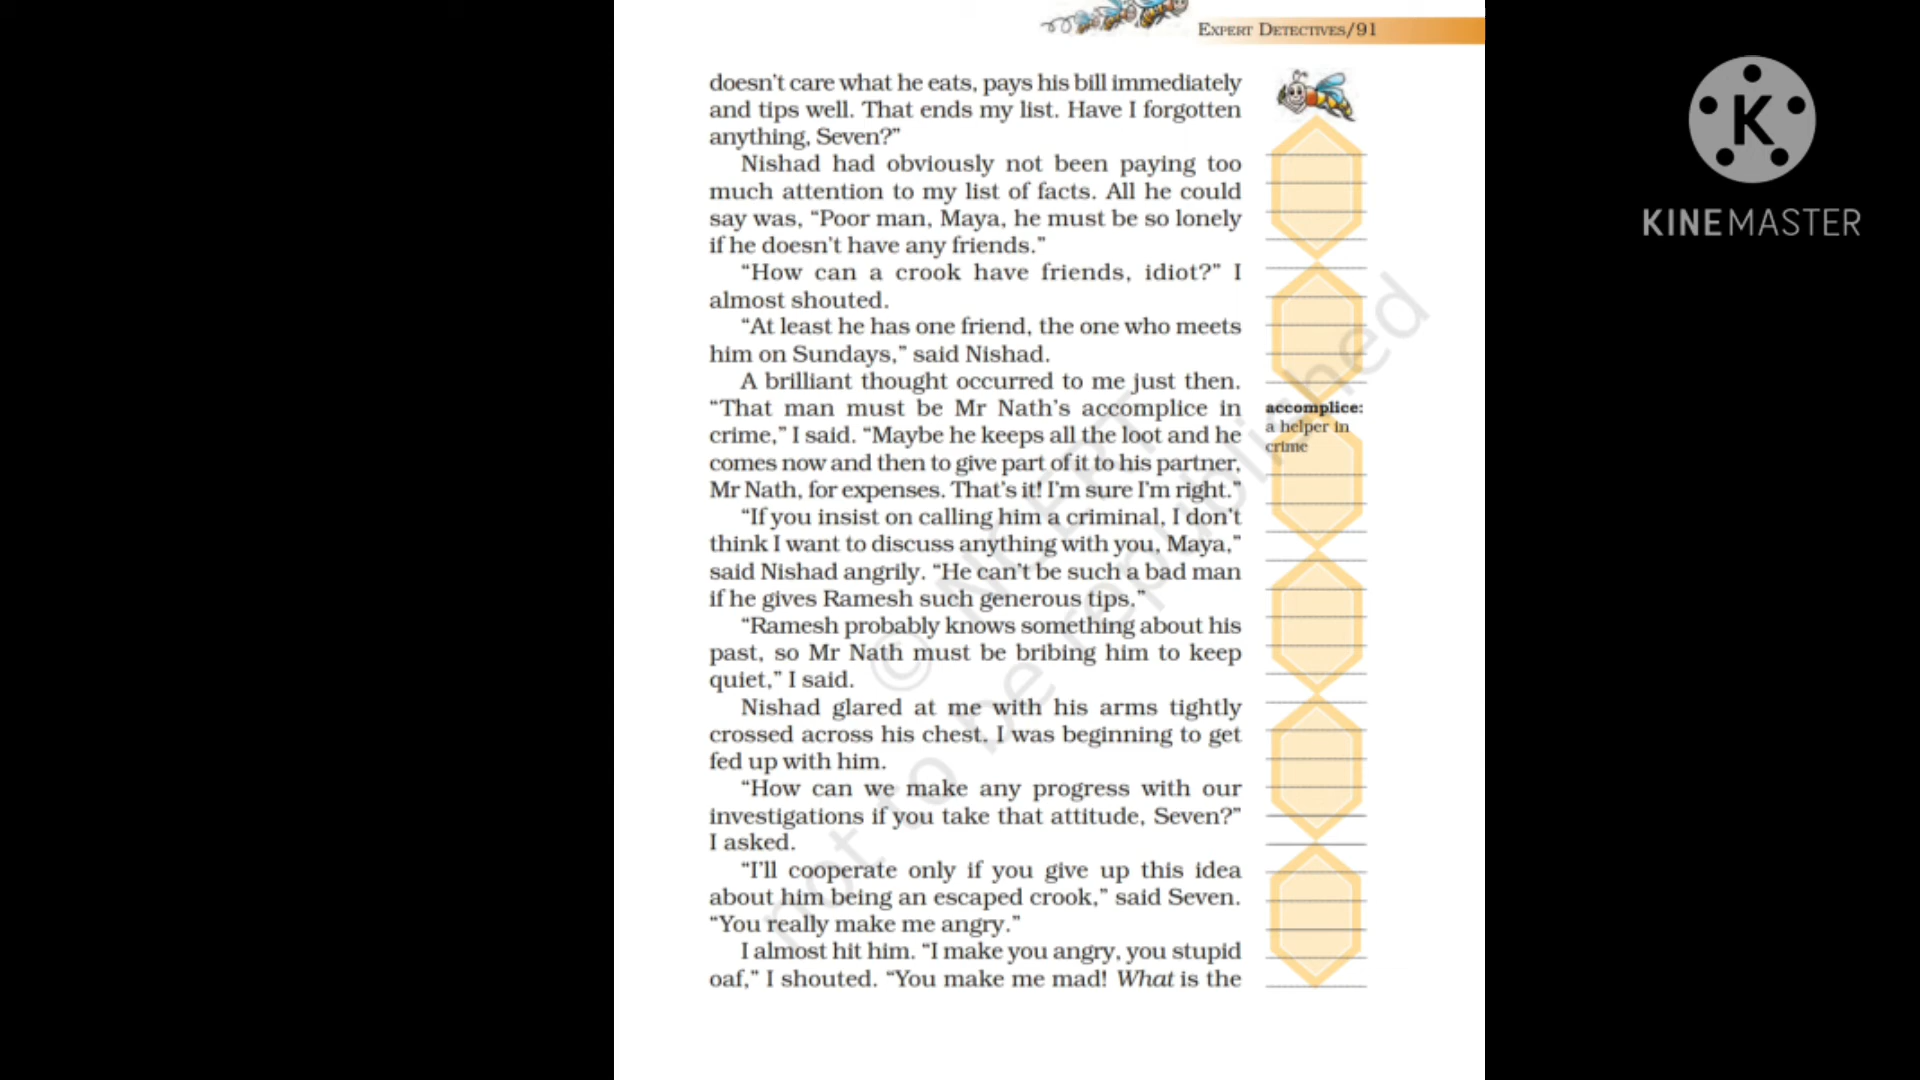 EXPERT DETECTIVES/91
doesn't care what he eats, pays his bill immediately
and tips well. That ends my list. Have I forgotten
anything, Seven?”
Nishad had obviously not been paying too
much attention to my list of facts. All he could
say was, “Poor man, Maya, he must be so lonely
if he doesn't have any friends.”
“How can a crook have friends, idiot?” I
almost shouted.
“At least he has one friend, the one who meets
him on Sundays,” said Nishad.
A brilliant thought occurred to me just then.
“That man must be Mr Nath's accomplice in
crime,” I said. “Maybe he keeps all the loot and he
comes now and then to give part of it to his partner,
Mr Nath, for expenses. That's it! I'm sure I'm right.”
“If you insist on calling him a criminal, I don't
think I want to discuss anything with you, Maya,”
said Nishad angrily. “He can't be such a bad man
if he gives Ramesh such generous tips.”
“Ramesh probably knows something about his
past, so Mr Nath must be bribing him to keep
quiet,” I said.
Nishad glared at me with his arms tightly
crossed across his chest. I was beginning to get
fed up with him.
“How can we make any progress with our
investigations if you take that attitude, Seven?”
I asked.
“I'll cooperate only if you give up this idea
about him being an escaped crook,” said Seven.
“You really make me angry.”
I almost hit him. “I make you angry, you stupid
oaf,” I shouted. “You make me mad! What is the
accomplice:
a helper in
crime
© NCERT
not to be republished
K
KINEMASTER